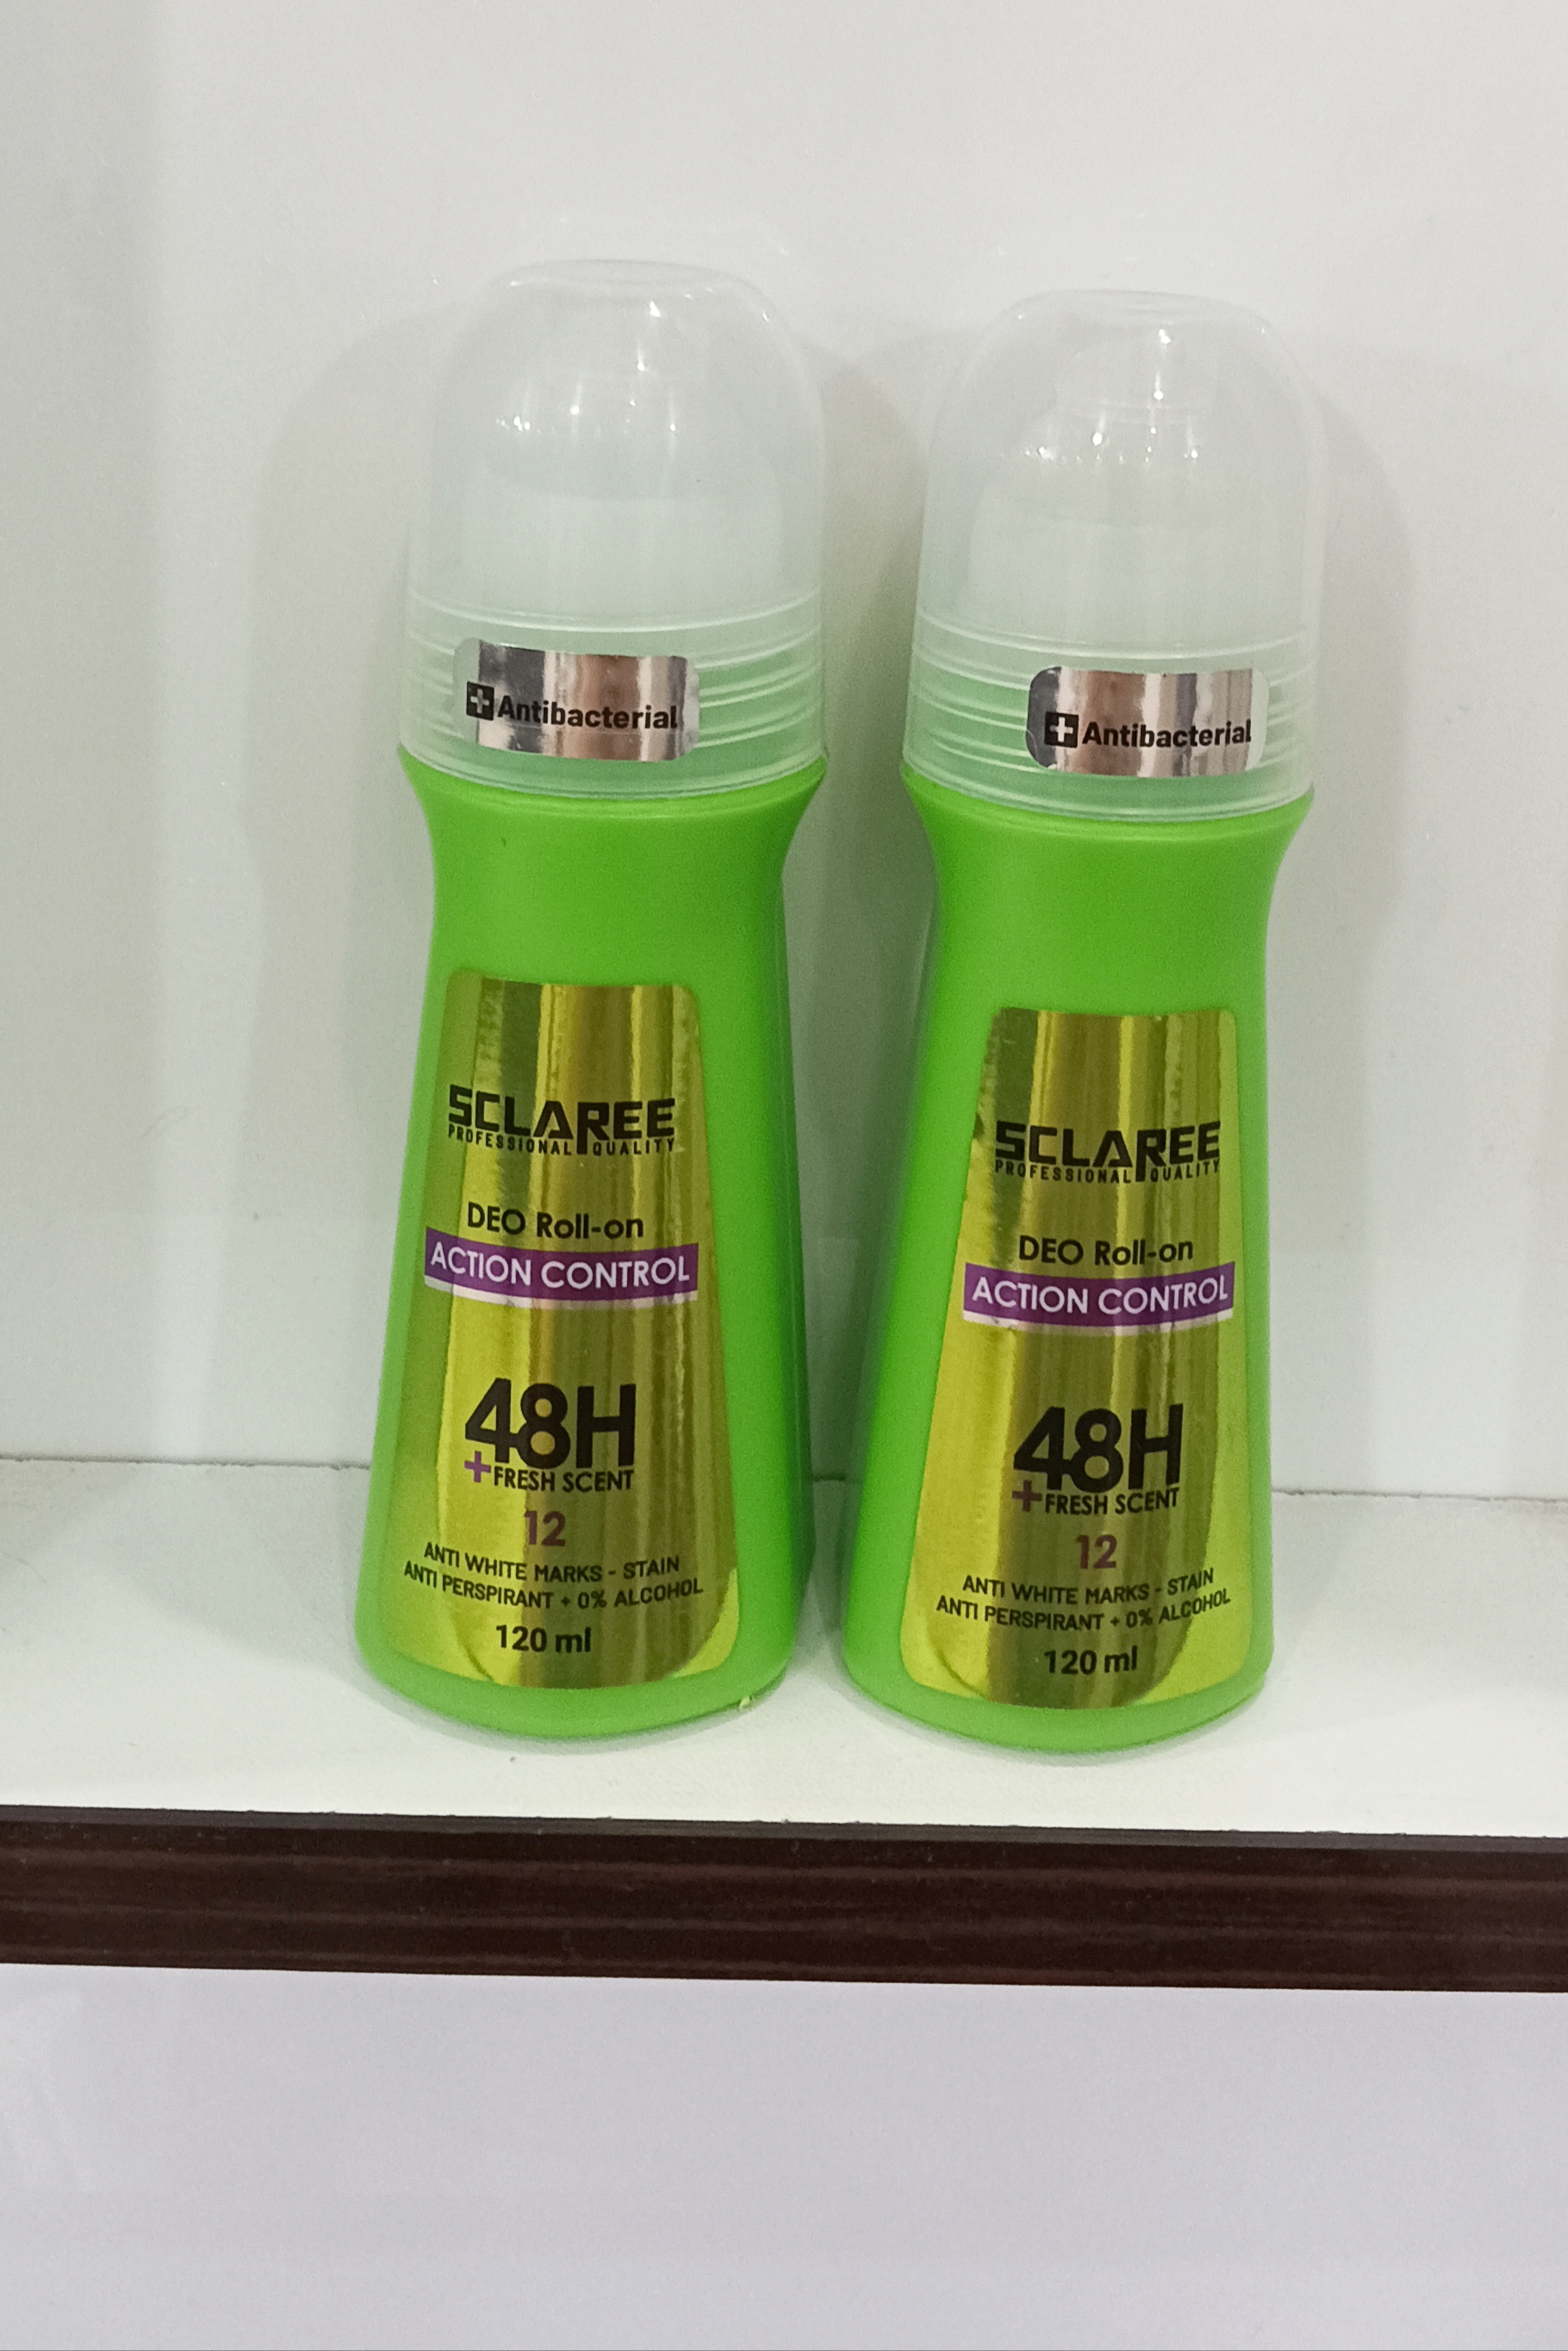 Antibacterial
SCLAREE
PROFESSIONAL QUALITY
DEO Roll-on
ACTION CONTROL
48H
+FRESH SCENT
12
ANTI WHITE MARKS - STAIN
ANTI PERSPIRANT + 0% ALCOHOL
120 ml
Antibacterial
SCLAREE
PROFESSIONAL QUALITY
DEO Roll-on
ACTION CONTROL
48H
+FRESH SCENT
12
ANTI WHITE MARKS - STAIN
ANTI PERSPIRANT + 0% ALCOHOL
120 ml